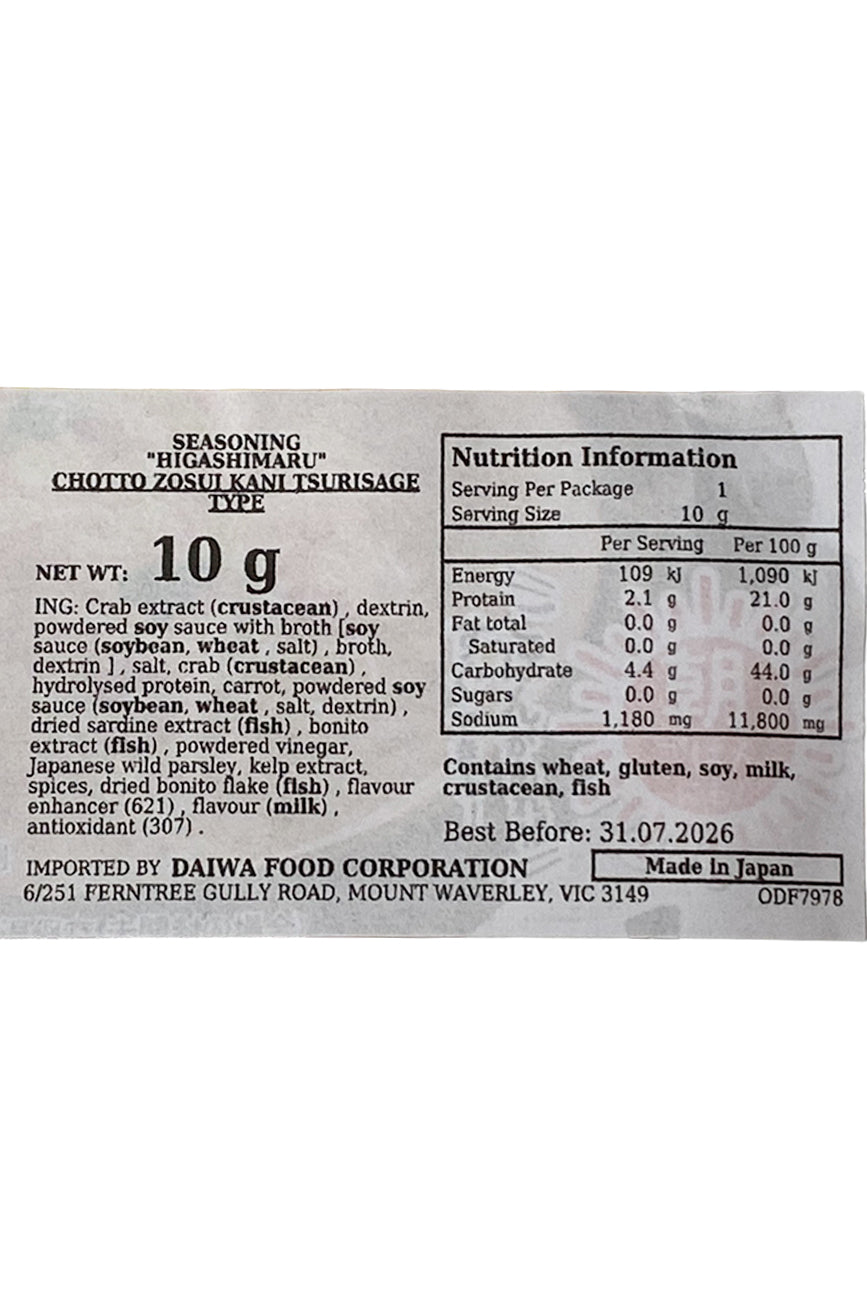 SEASONING
"HIGASHIMARU"
CHOTTO ZOSUI KANI TSURISAGE
TYPE
NET WT: 10 g
ING: Crab extract (crustacean) , dextrin,
powdered soy sauce with broth [soy
sauce (soybean, wheat , salt) , broth,
dextrin ] , salt, crab (crustacean) ,
hydrolysed protein, carrot, powdered soy
sauce (soybean, wheat , salt, dextrin) ,
dried sardine extract (fish) , bonito
extract (fish) , powdered vinegar,
Japanese wild parsley, kelp extract,
spices, dried bonito flake (fish) , flavour
enhancer (621) , flavour (milk) ,
antioxidant (307) .
Nutrition Information
Serving Per Package 1
Serving Size 10 g
Per Serving Per 100 g
Energy 109 kJ 1,090 kJ
Protein 2.1 g 21.0 g
Fat total 0.0 g 0.0 g
Saturated 0.0 g 0.0 g
Carbohydrate 4.4 g 44.0 g
Sugars 0.0 g 0.0 g
Sodium 1,180 mg 11,800 mg
Contains wheat, gluten, soy, milk,
crustacean, fish
Best Before: 31.07.2026
IMPORTED BY DAIWA FOOD CORPORATION
Made in Japan
6/251 FERNTREE GULLY ROAD, MOUNT WAVERLEY, VIC 3149
ODF7978